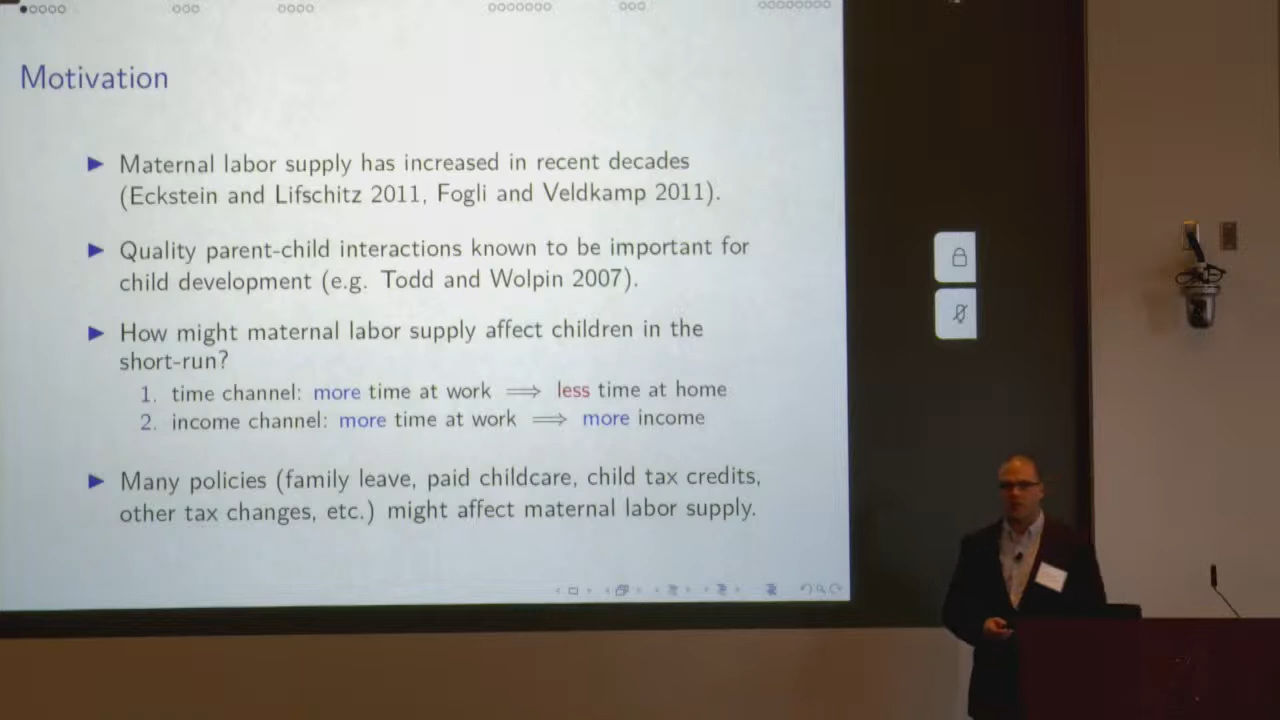 Motivation
▶ Maternal labor supply has increased in recent decades
(Eckstein and Lifschitz 2011, Fogli and Veldkamp 2011).
▶ Quality parent-child interactions known to be important for
child development (e.g. Todd and Wolpin 2007).
▶ How might maternal labor supply affect children in the
short-run?
1. time channel: more time at work ⟹ less time at home
2. income channel: more time at work ⟹ more income
▶ Many policies (family leave, paid childcare, child tax credits,
other tax changes, etc.) might affect maternal labor supply.